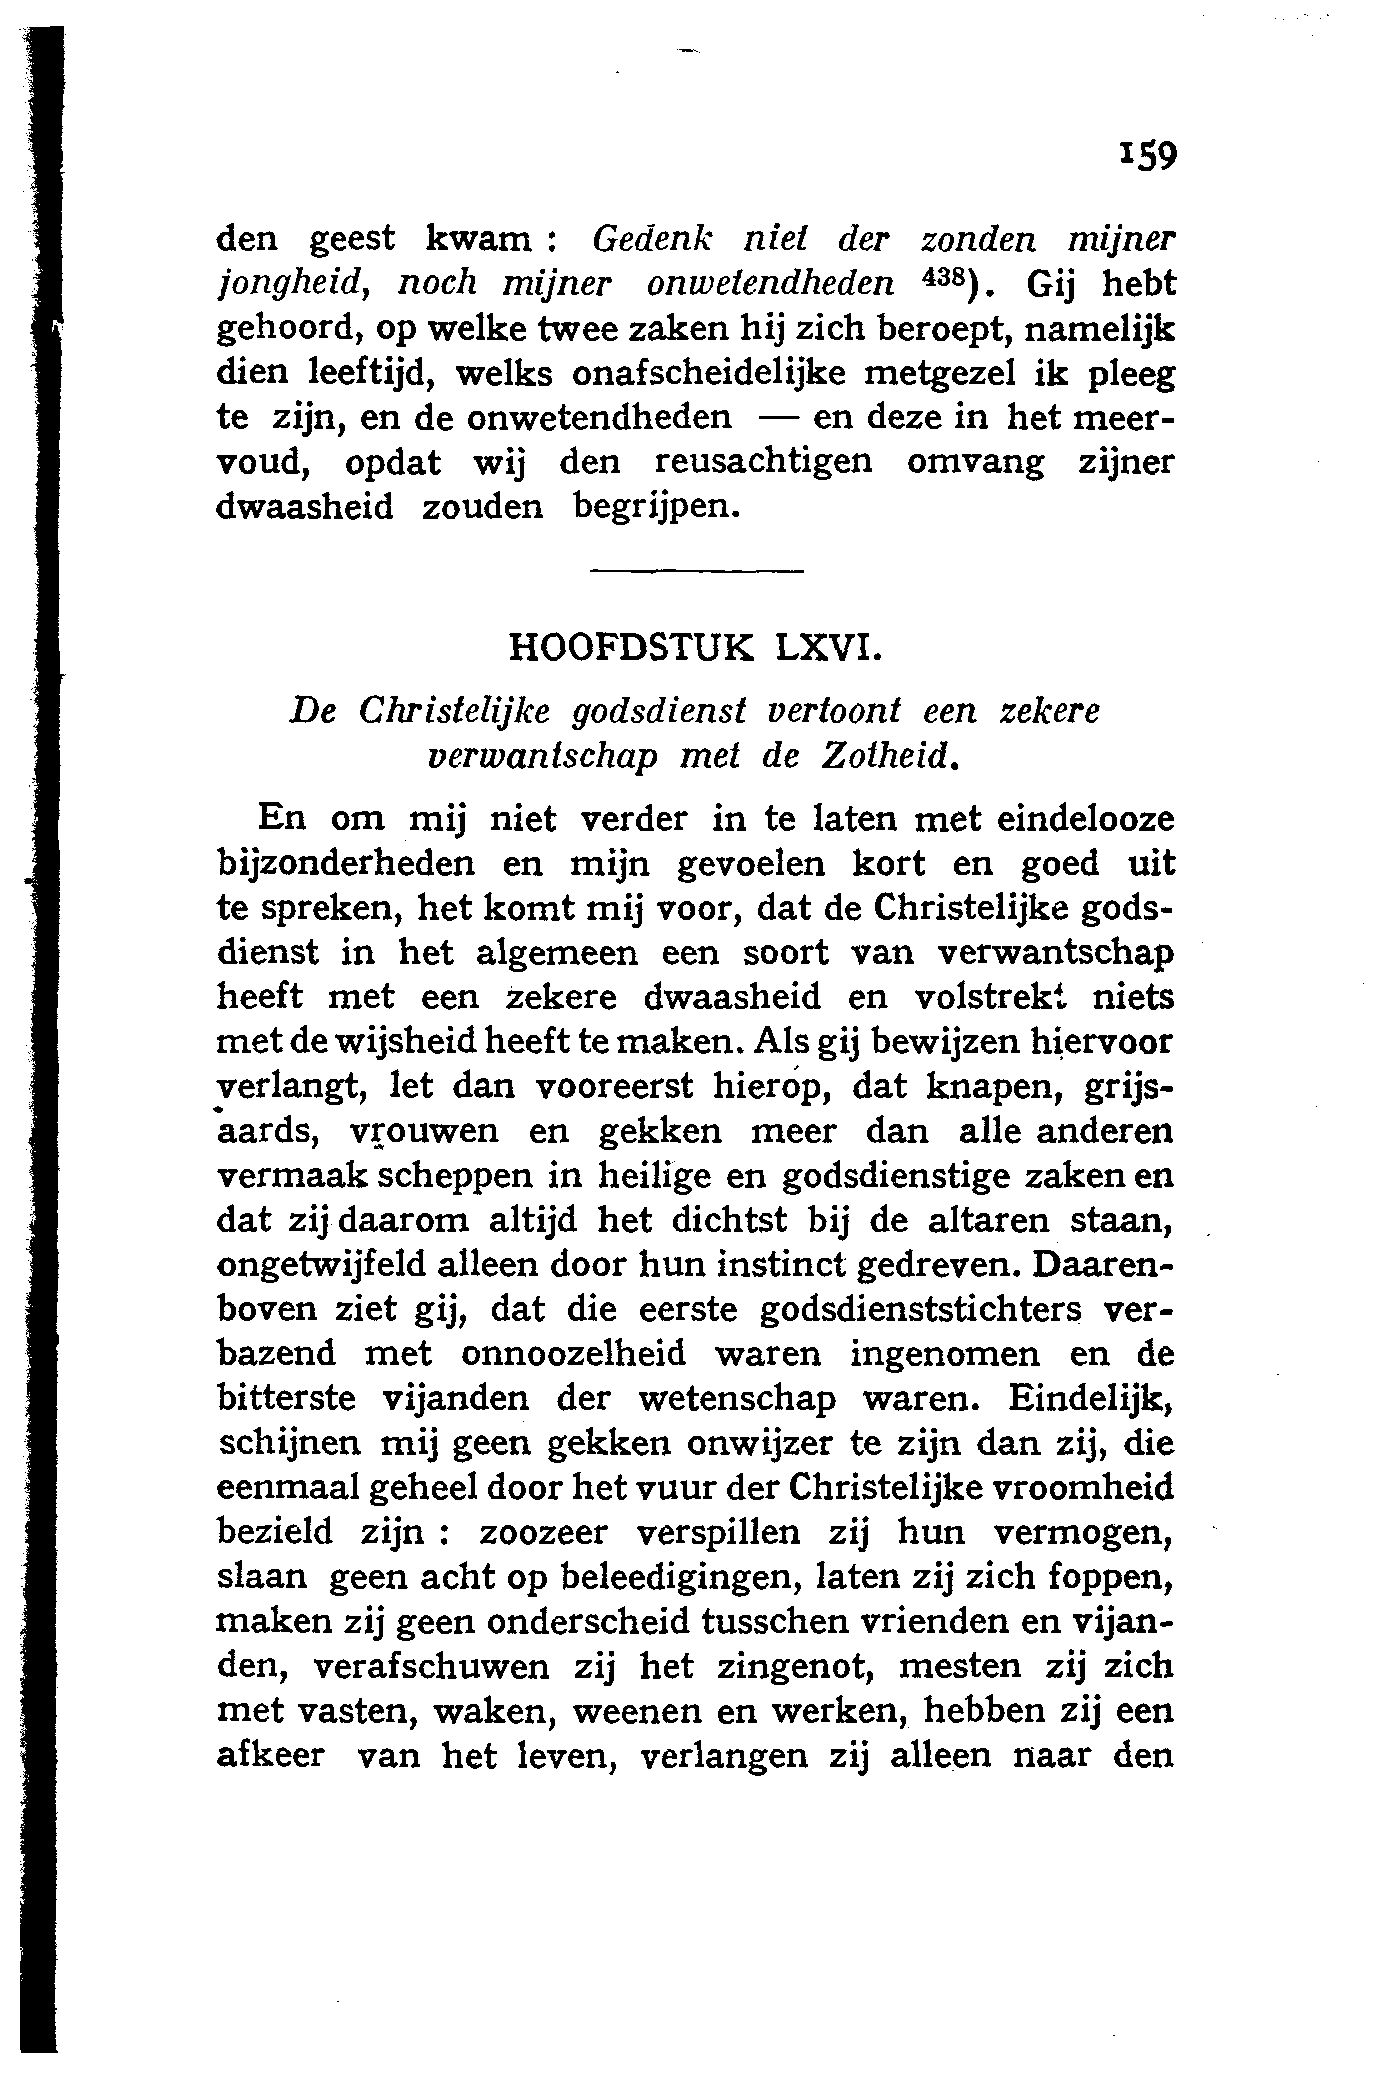 159
den geest kwam : Gedenk niet der zonden mijner
jongheid, noch mijner onwetendheden 438). Gij hebt
gehoord, op welke twee zaken hij zich beroept, namelijk
dien leeftijd, welks onafscheidelijke metgezel ik pleeg
te zijn, en de onwetendheden — en deze in het meer-
voud, opdat wij den reusachtigen omvang zijner
dwaasheid zouden begrijpen.
HOOFDSTUK LXVI.
De Christelijke godsdienst vertoont een zekere
verwantschap met de Zotheid.
En om mij niet verder in te laten met eindelooze
bijzonderheden en mijn gevoelen kort en goed uit
te spreken, het komt mij voor, dat de Christelijke gods-
dienst in het algemeen een soort van verwantschap
heeft met een zekere dwaasheid en volstrekt niets
met de wijsheid heeft te maken. Als gij bewijzen hiervoor
verlangt, let dan vooreerst hierop, dat knapen, grijs-
aards, vrouwen en gekken meer dan alle anderen
vermaak scheppen in heilige en godsdienstige zaken en
dat zij daarom altijd het dichtst bij de altaren staan,
ongetwijfeld alleen door hun instinct gedreven. Daaren-
boven ziet gij, dat die eerste godsdienststichters ver-
bazend met onnoozelheid waren ingenomen en de
bitterste vijanden der wetenschap waren. Eindelijk,
schijnen mij geen gekken onwijzer te zijn dan zij, die
eenmaal geheel door het vuur der Christelijke vroomheid
bezield zijn : zoozeer verspillen zij hun vermogen,
slaan geen acht op beleedigingen, laten zij zich foppen,
maken zij geen onderscheid tusschen vrienden en vijan-
den, verafschuwen zij het zingenot, mesten zij zich
met vasten, waken, weenen en werken, hebben zij een
afkeer van het leven, verlangen zij alleen naar den